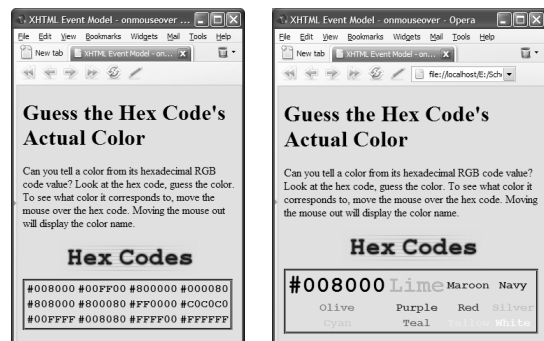 XHTML Event Model - onmouseover ...
File Edit View Bookmarks Widgets Mail Tools Help
New tab XHTML Event Model - on...
Guess the Hex Code's
Actual Color
Can you tell a color from its hexadecimal RGB
code value? Look at the hex code, guess the color.
To see what color it corresponds to, move the
mouse over the hex code. Moving the mouse out
will display the color name.
Hex Codes
#008000 #00FF00 #800000 #000080
#808000 #800080 #FF0000 #C0C0C0
#00FFFF #008080 #FFFF00 #FFFFFF
XHTML Event Model - onmouseover - Opera
File Edit View Bookmarks Widgets Mail Tools Help
New tab XHTML Event Model - on...
file://localhost/E:/Sch
Guess the Hex Code's
Actual Color
Can you tell a color from its hexadecimal RGB
code value? Look at the hex code, guess the color.
To see what color it
corresponds to, move the mouse over the hex code. Moving
the mouse out will display the color name.
Hex Codes
#008000 Lime Maroon Navy
Olive Purple Red Silver
Cyan Teal Yellow White